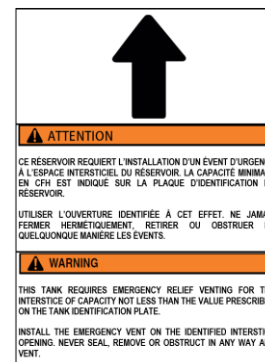 ATTENTION
CE RÉSERVOIR REQUIERT L'INSTALLATION D'UN ÉVENT D'URGENC
À L'ESPACE INTERSTICIEL DU RÉSERVOIR. LA CAPACITÉ MINIMA
EN CFH EST INDIQUÉ SUR LA PLAQUE D'IDENTIFICATION
RÉSERVOIR.
UTILISER L'OUVERTURE IDENTIFIÉE À CET EFFET. NE JAMA
FERMER HERMÉTIQUEMENT, RETIRER OU OBSTRUER
QUELQUONQUE MANIÈRE LES ÉVENTS.
WARNING
THIS TANK REQUIRES EMERGENCY RELIEF VENTING FOR T
INTERSTICE OF CAPACITY NOT LESS THAN THE VALUE PRESCRIB
ON THE TANK IDENTIFICATION PLATE.
INSTALL THE EMERGENCY VENT ON THE IDENTIFIED INTERSTI
OPENING. NEVER SEAL, REMOVE OR OBSTRUCT IN ANY WAY A
VENT.